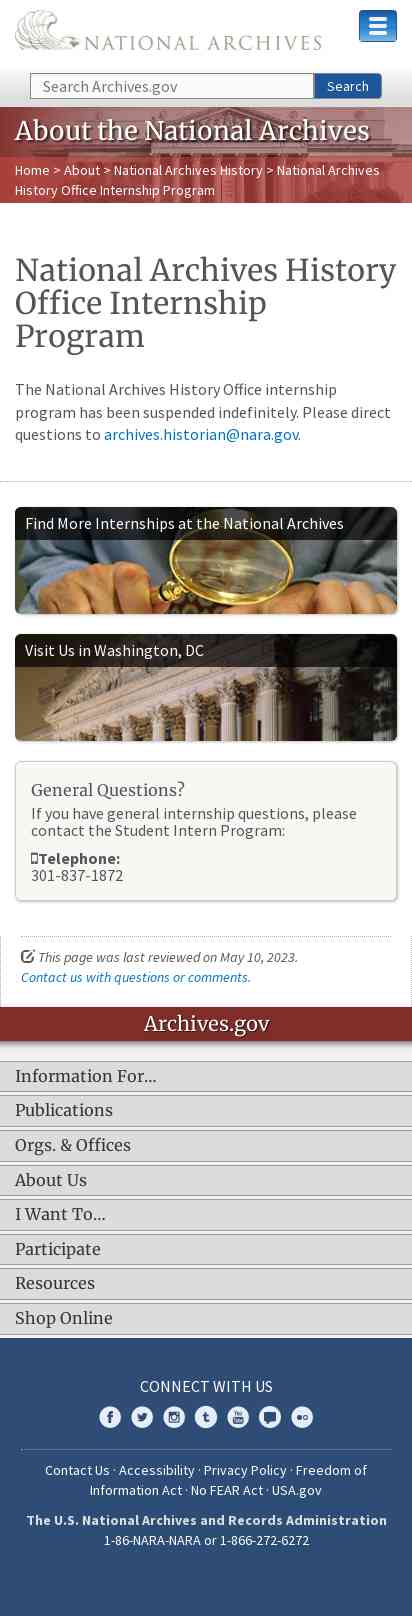 NATIONAL ARCHIVES
Search Archives.gov
Search
About the National Archives
Home > About > National Archives History > National Archives
History Office Internship Program
National Archives History
Office Internship
Program
The National Archives History Office internship
program has been suspended indefinitely. Please direct
questions to archives.historian@nara.gov.
Find More Internships at the National Archives
Visit Us in Washington, DC
General Questions?
If you have general internship questions, please
contact the Student Intern Program:
Telephone:
301-837-1872
This page was last reviewed on May 10, 2023.
Contact us with questions or comments.
Archives.gov
Information For…
Publications
Orgs. & Offices
About Us
I Want To…
Participate
Resources
Shop Online
CONNECT WITH US
Contact Us · Accessibility · Privacy Policy · Freedom of
Information Act · No FEAR Act · USA.gov
The U.S. National Archives and Records Administration
1-86-NARA-NARA or 1-866-272-6272